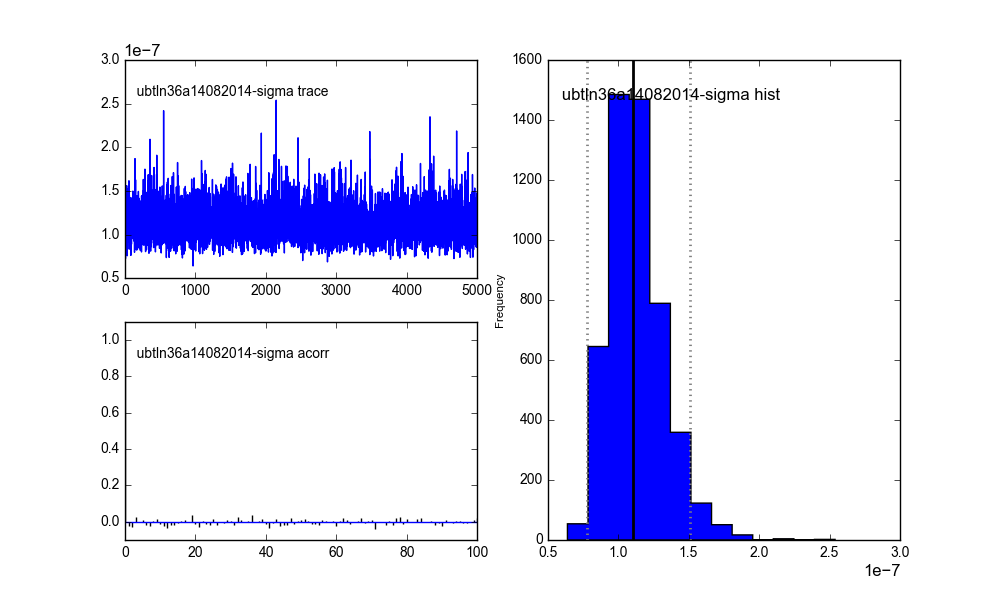 1e−7
3.0
2.5
2.0
1.5
1.0
0.5
ubtln36a14082014-sigma trace
0 1000 2000 3000 4000 5000
1.0
0.8
0.6
0.4
0.2
0.0
ubtln36a14082014-sigma acorr
0 20 40 60 80 100
Frequency
1600
1400
1200
1000
800
600
400
200
0
ubtln36a14082014-sigma hist
0.5 1.0 1.5 2.0 2.5 3.0
1e−7